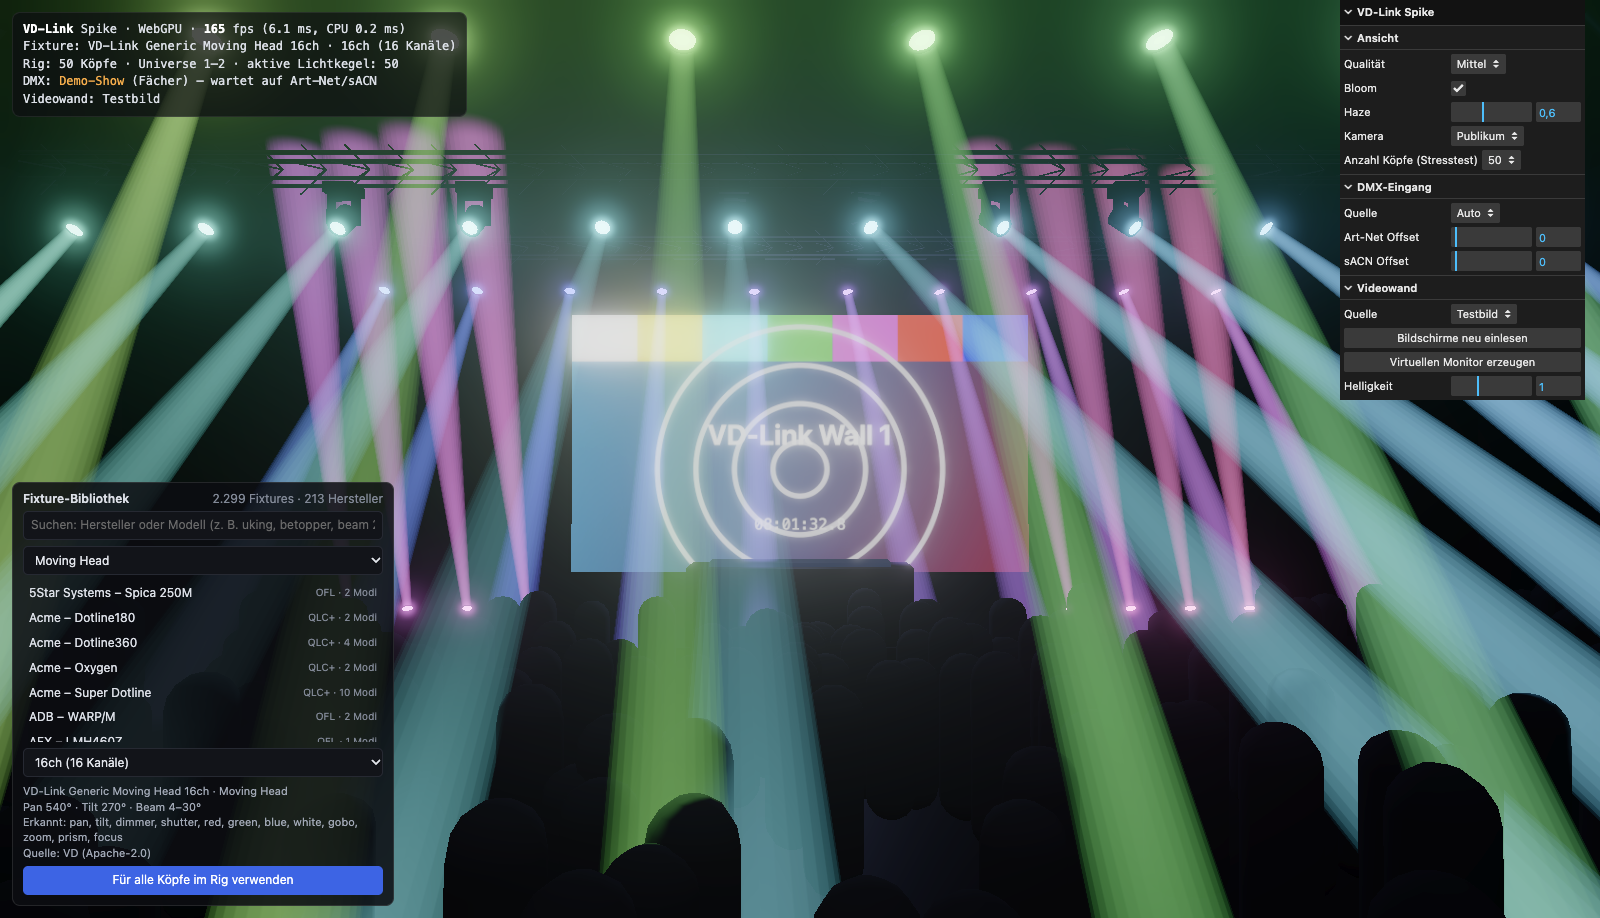 VD-Link Spike · WebGPU · 165 fps (6.1 ms, CPU 0.2 ms)
Fixture: VD-Link Generic Moving Head 16ch · 16ch (16 Kanäle)
Rig: 50 Köpfe · Universe 1–2 · aktive Lichtkegel: 50
DMX: Demo-Show (Fächer) – wartet auf Art-Net/sACN
Videowand: Testbild
VD-Link Spike
Ansicht
Qualität Mittel
Bloom
Haze 0,6
Kamera Publikum
Anzahl Köpfe (Stresstest) 50
DMX-Eingang
Quelle Auto
Art-Net Offset 0
sACN Offset 0
Videowand
Quelle Testbild
Bildschirme neu einlesen
Virtuellen Monitor erzeugen
Helligkeit 1
VD-Link Wall 1
Fixture-Bibliothek 2.299 Fixtures · 213 Hersteller
Suchen: Hersteller oder Modell (z. B. uking, betopper, beam
Moving Head
5Star Systems – Spica 250M OFL · 2 Modi
Acme – Dotline180 QLC+ · 2 Modi
Acme – Dotline360 QLC+ · 4 Modi
Acme – Oxygen QLC+ · 2 Modi
Acme – Super Dotline QLC+ · 10 Modi
ADB – WARP/M OFL · 2 Modi
AFX – LMH460Z OFL · 1 Modi
16ch (16 Kanäle)
VD-Link Generic Moving Head 16ch · Moving Head
Pan 540° · Tilt 270° · Beam 4–30°
Erkannt: pan, tilt, dimmer, shutter, red, green, blue, white, gobo,
zoom, prism, focus
Quelle: VD (Apache-2.0)
Für alle Köpfe im Rig verwenden